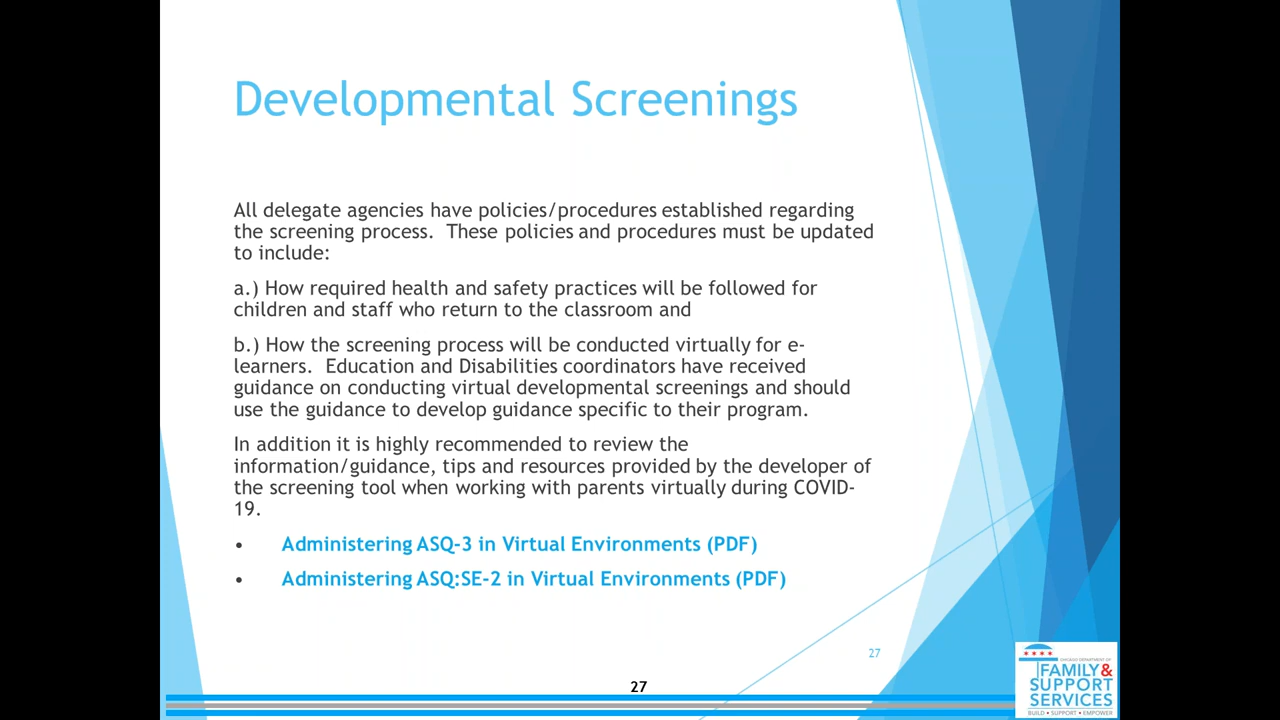 Developmental Screenings
All delegate agencies have policies/procedures established regarding
the screening process.  These policies and procedures must be updated
to include:
a.) How required health and safety practices will be followed for
children and staff who return to the classroom and
b.) How the screening process will be conducted virtually for e-
learners.  Education and Disabilities coordinators have received
guidance on conducting virtual developmental screenings and should
use the guidance to develop guidance specific to their program.
In addition it is highly recommended to review the
information/guidance, tips and resources provided by the developer of
the screening tool when working with parents virtually during COVID-
19.
• Administering ASQ-3 in Virtual Environments (PDF)
• Administering ASQ:SE-2 in Virtual Environments (PDF)
27
27
CHICAGO DEPARTMENT OF
FAMILY&
SUPPORT
SERVICES
BUILD • SUPPORT • EMPOWER